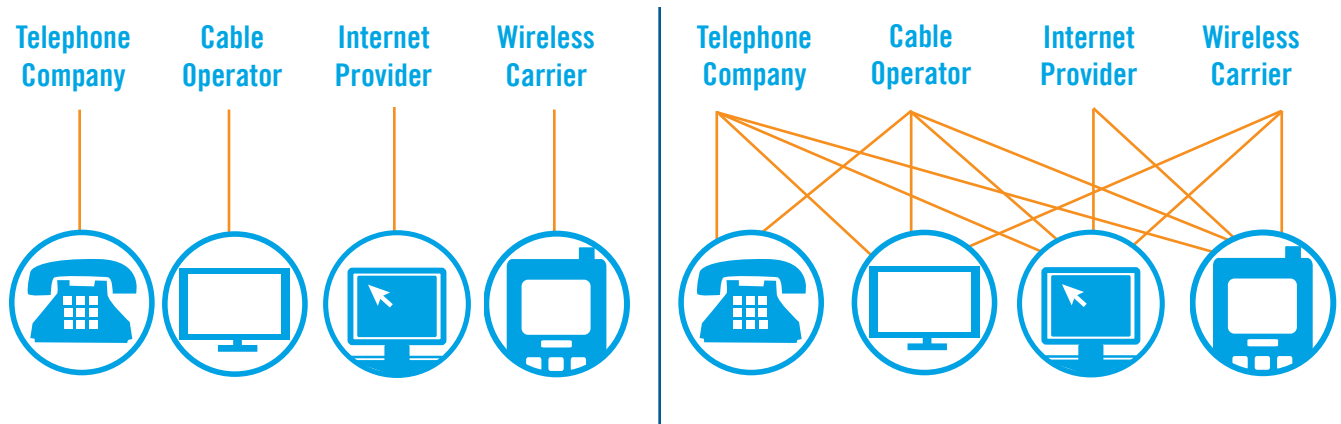 Telephone
Company
Cable
Operator
Internet
Provider
Wireless
Carrier
Telephone
Company
Cable
Operator
Internet
Provider
Wireless
Carrier